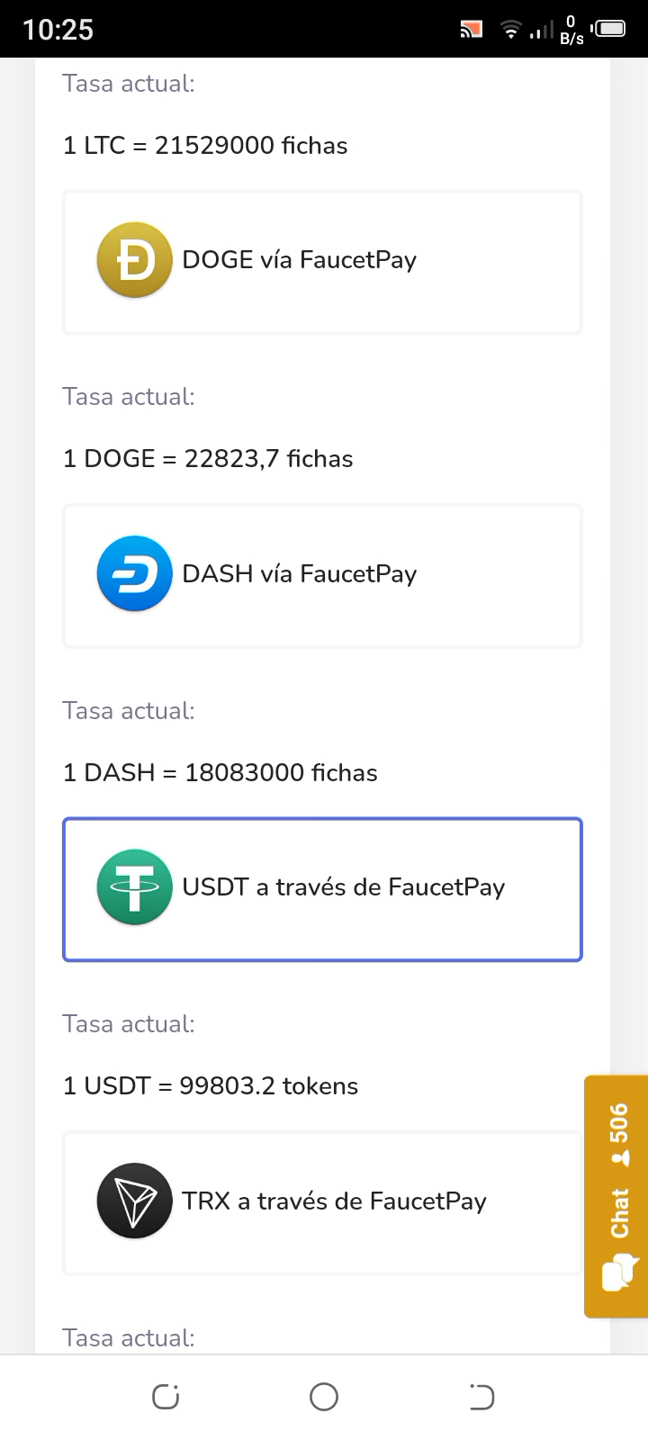 10:25
0
B/s
Tasa actual:
1 LTC = 21529000 fichas
DOGE vía FaucetPay
Tasa actual:
1 DOGE = 22823,7 fichas
DASH vía FaucetPay
Tasa actual:
1 DASH = 18083000 fichas
USDT a través de FaucetPay
Tasa actual:
1 USDT = 99803.2 tokens
TRX a través de FaucetPay
Tasa actual:
Chat 506